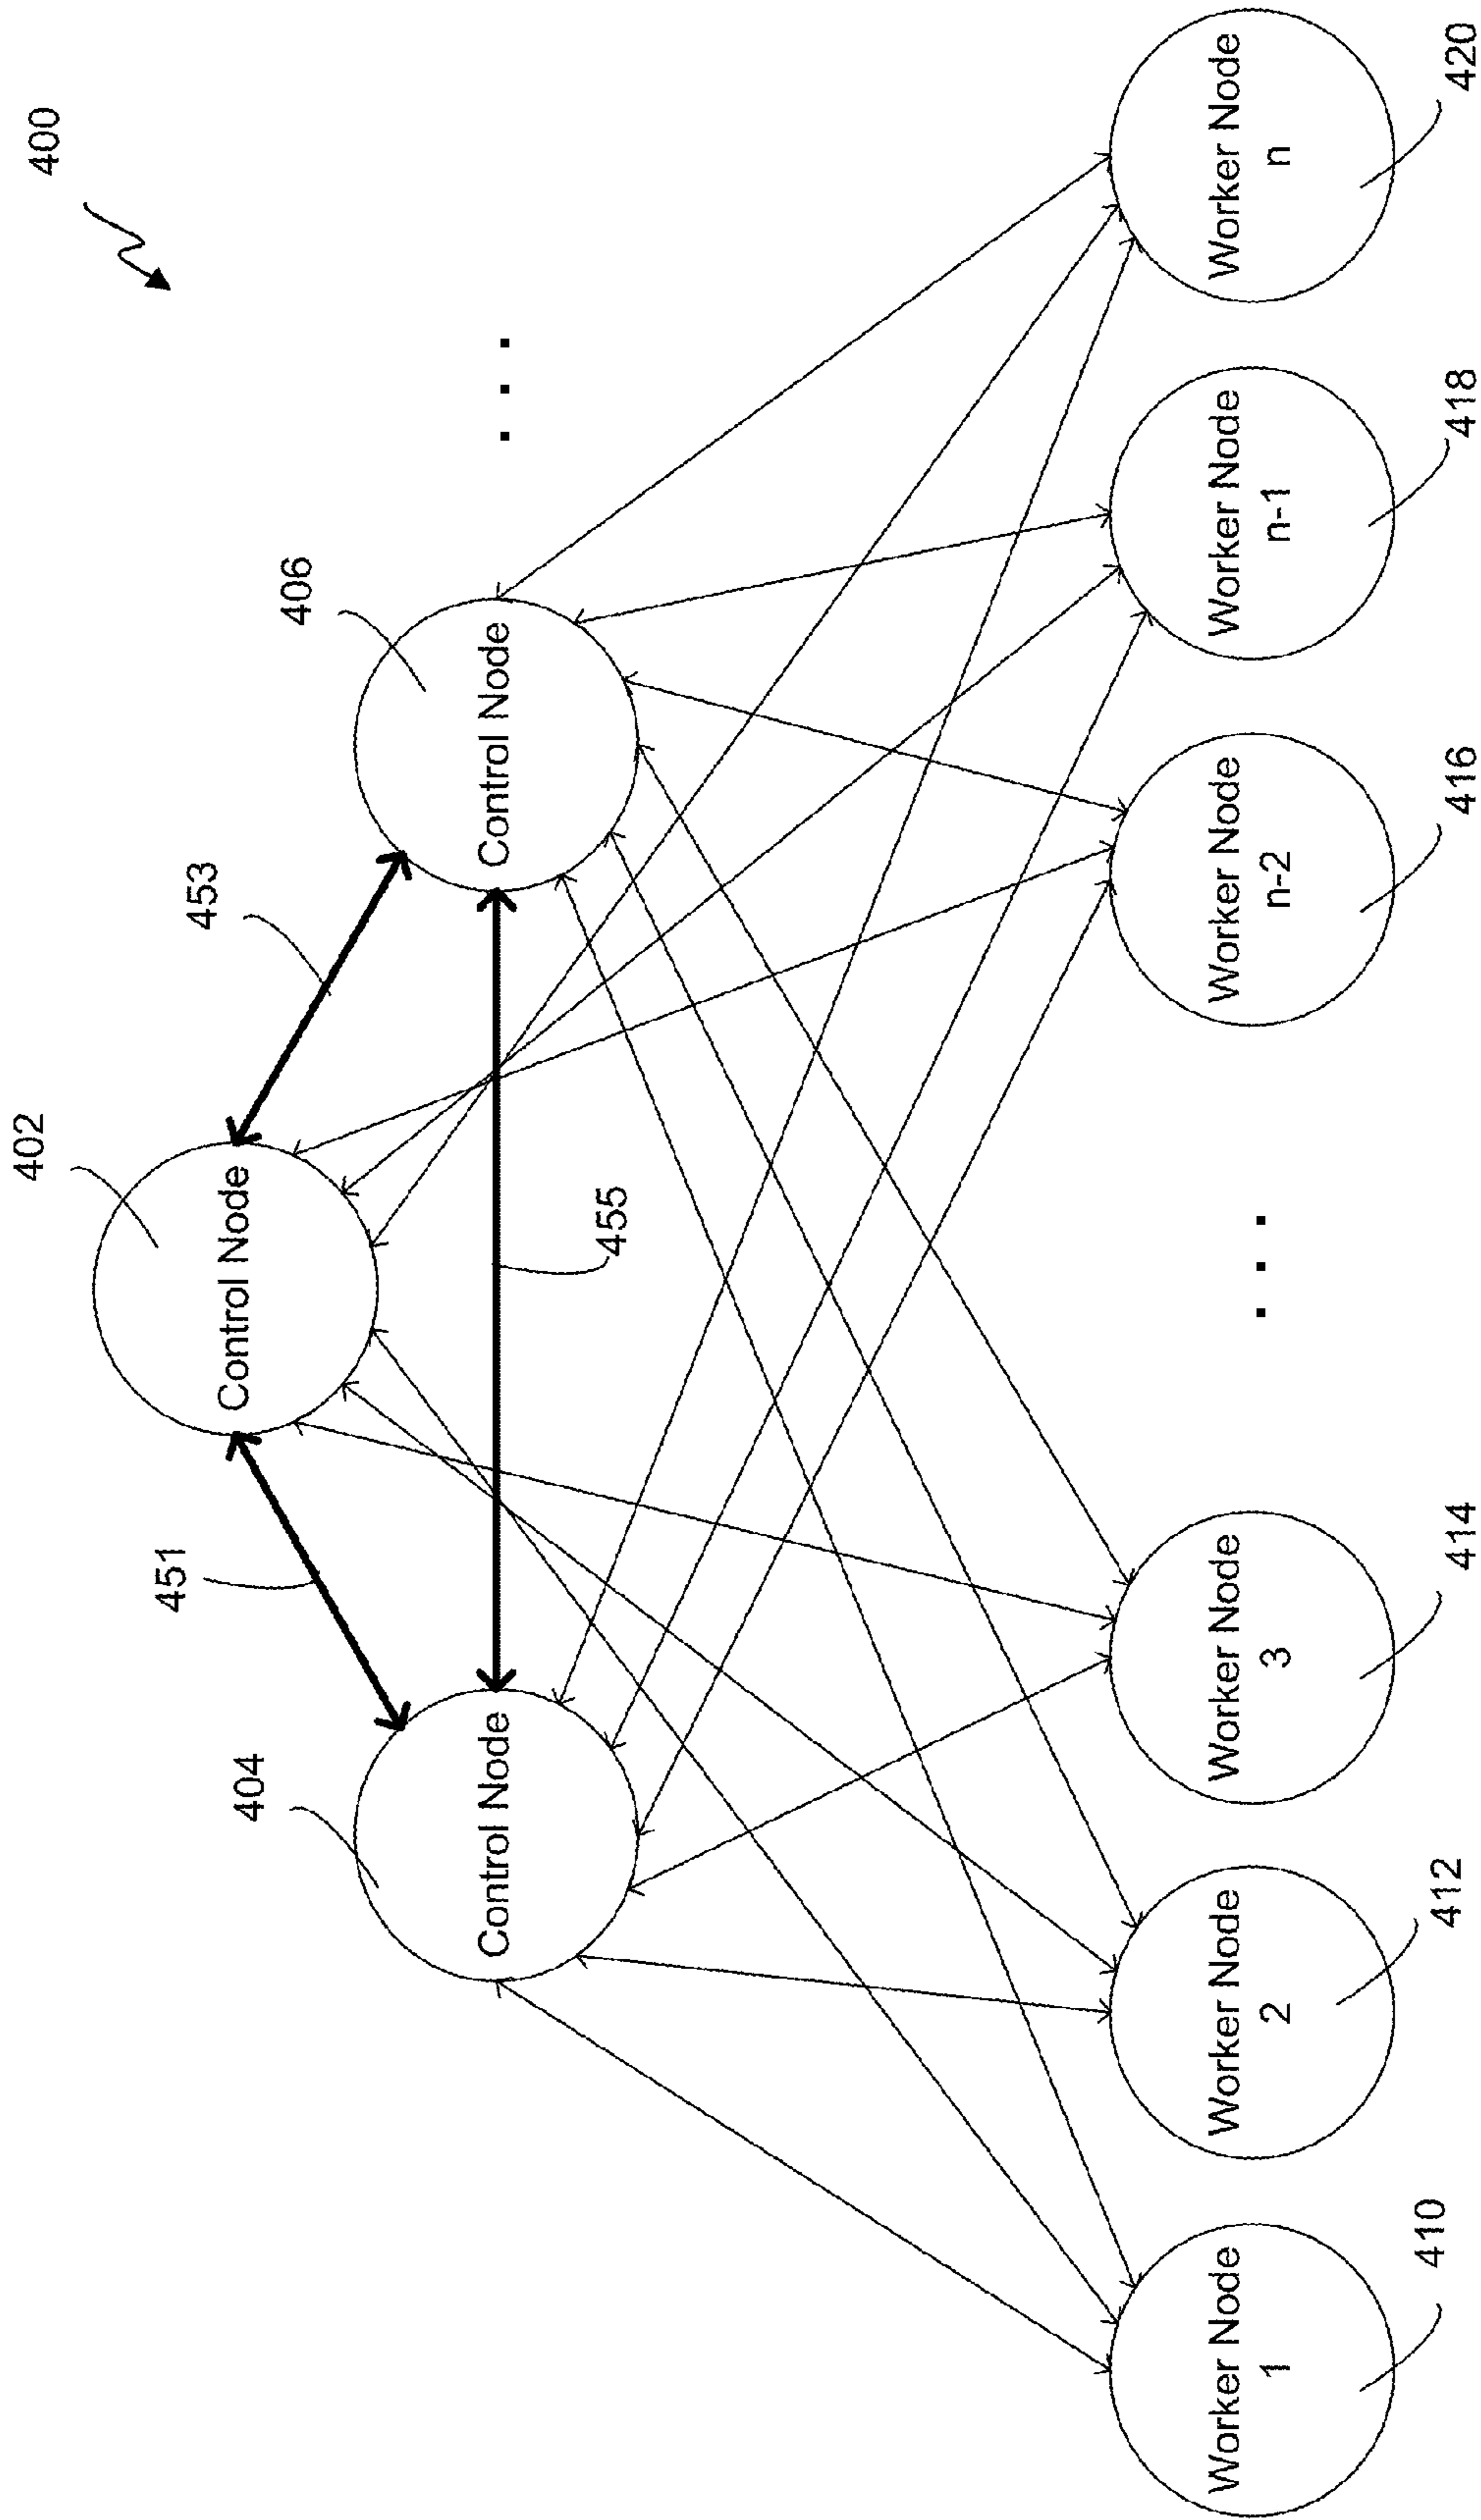 400
402
Control Node
451
453
404
Control Node
406
Control Node
. . .
455
Worker Node
1
Worker Node
2
Worker Node
3
. . .
Worker Node
n-2
Worker Node
n-1
Worker Node
n
410
412
414
416
418
420